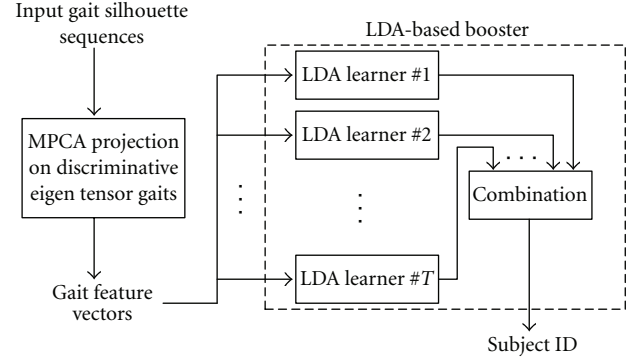 Input gait silhouette
sequences
MPCA projection
on discriminative
eigen tensor gaits
Gait feature
vectors
LDA-based booster
LDA learner #1
LDA learner #2
LDA learner #T
Combination
Subject ID